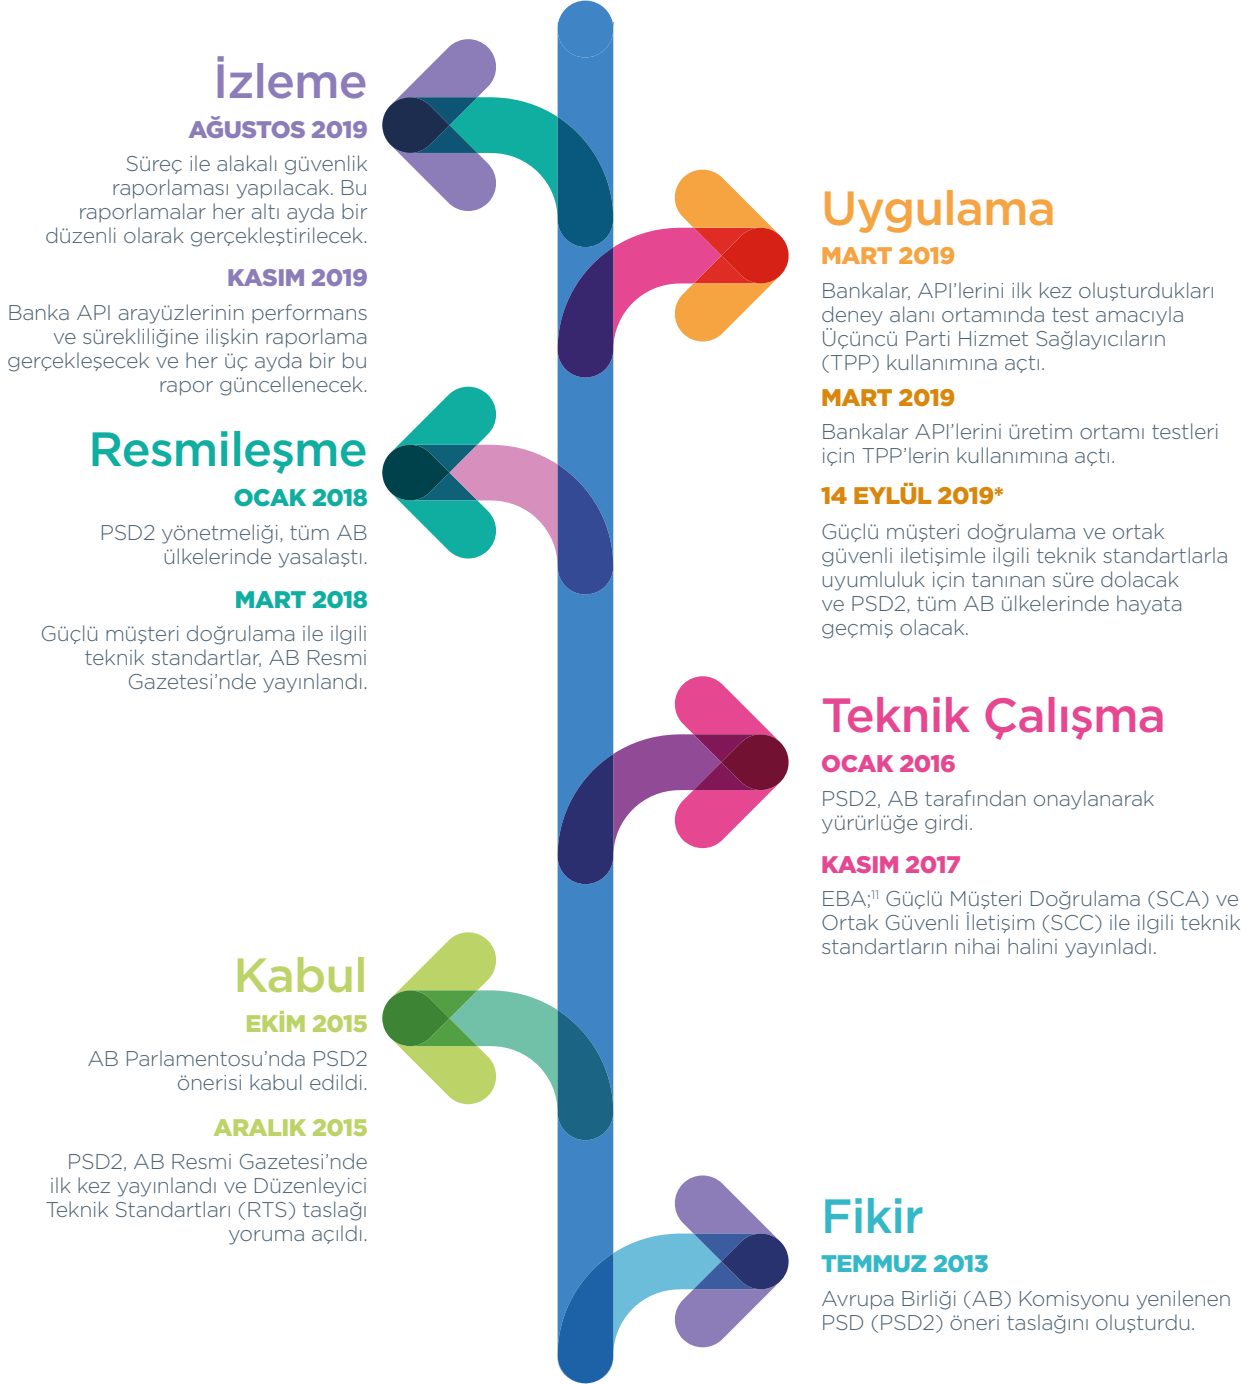 İzleme
AĞUSTOS 2019
Süreç ile alakalı güvenlik
raporlaması yapılacak. Bu
raporlamalar her altı ayda bir
düzenli olarak gerçekleştirilecek.
KASIM 2019
Banka API arayüzlerinin performans
ve sürekliliğine ilişkin raporlama
gerçekleşecek ve her üç ayda bir bu
rapor güncellenecek.
Uygulama
MART 2019
Bankalar, API’lerini ilk kez oluşturdukları
deney alanı ortamında test amacıyla
Üçüncü Parti Hizmet Sağlayıcıların
(TPP) kullanımına açtı.
MART 2019
Bankalar API’lerini üretim ortamı testleri
için TPP’lerin kullanımına açtı.
14 EYLÜL 2019*
Güçlü müşteri doğrulama ve ortak
güvenli iletişimle ilgili teknik standartlarla
uyumluluk için tanınan süre dolacak
ve PSD2, tüm AB ülkelerinde hayata
geçmiş olacak.
Resmileşme
OCAK 2018
PSD2 yönetmeliği, tüm AB
ülkelerinde yasalaştı.
MART 2018
Güçlü müşteri doğrulama ile ilgili
teknik standartlar, AB Resmi
Gazetesi’nde yayınlandı.
Teknik Çalışma
OCAK 2016
PSD2, AB tarafından onaylanarak
yürürlüğe girdi.
KASIM 2017
EBA;¹¹ Güçlü Müşteri Doğrulama (SCA) ve
Ortak Güvenli İletişim (SCC) ile ilgili teknik
standartların nihai halini yayınladı.
Kabul
EKİM 2015
AB Parlamentosu’nda PSD2
önerisi kabul edildi.
ARALIK 2015
PSD2, AB Resmi Gazetesi’nde
ilk kez yayınlandı ve Düzenleyici
Teknik Standartları (RTS) taslağı
yoruma açıldı.
Fikir
TEMMUZ 2013
Avrupa Birliği (AB) Komisyonu yenilenen
PSD (PSD2) öneri taslağını oluşturdu.